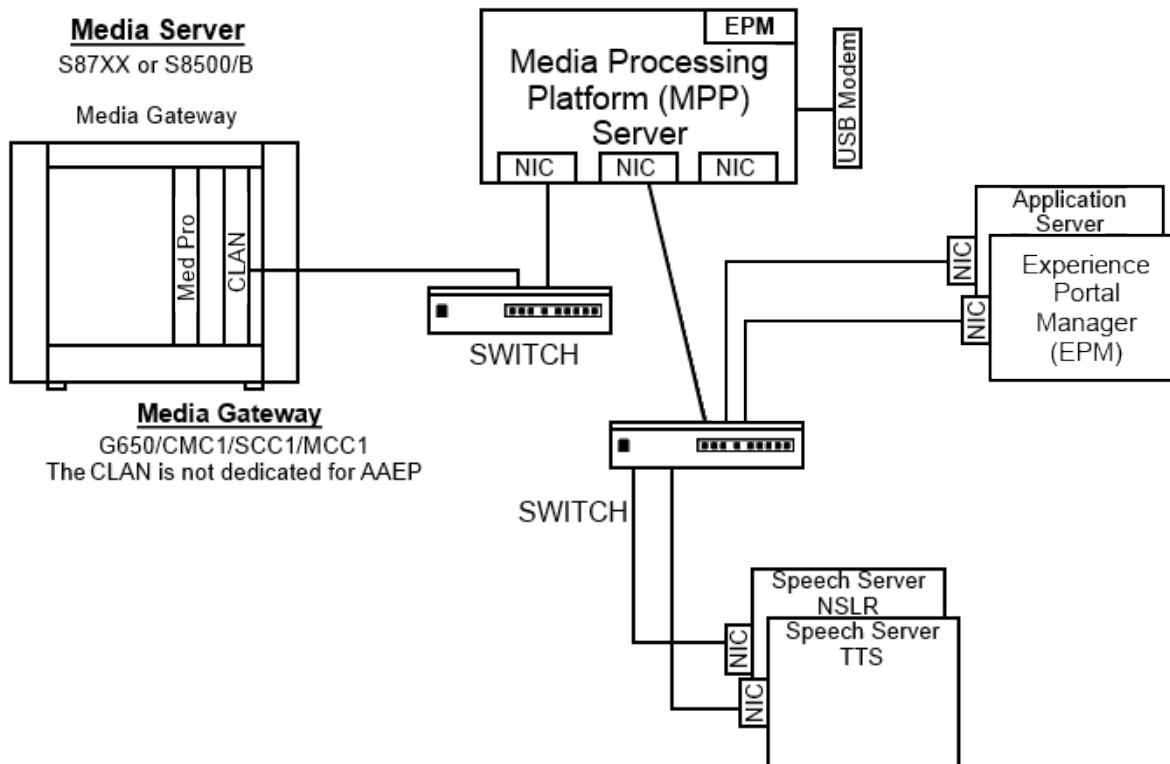 Media Server
S87XX or S8500/B
Media Gateway
Med Pro
CLAN
Media Gateway
G650/CMC1/SCC1/MCC1
The CLAN is not dedicated for AAEP
SWITCH
EPM
Media Processing
Platform (MPP)
Server
NIC
NIC
NIC
USB Modem
Application
Server
NIC
Experience
Portal
Manager
(EPM)
NIC
SWITCH
Speech Server
NSLR
NIC
Speech Server
TTS
NIC